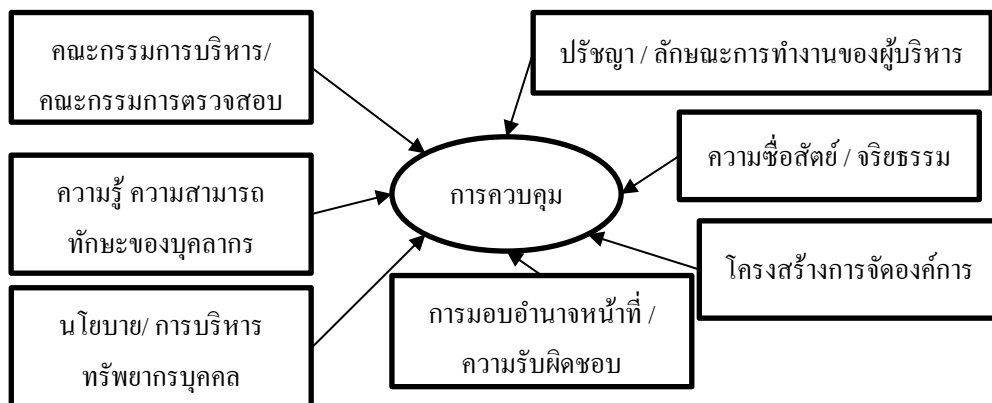 คณะกรรมการบริหาร/
คณะกรรมการตรวจสอบ
ปรัชญา / ลักษณะการทำงานของผู้บริหาร
ความซื่อสัตย์ / จริยธรรม
ความรู้ ความสามารถ
ทักษะของบุคลากร
การควบคุม
โครงสร้างการจัดองค์การ
นโยบาย/ การบริหาร
ทรัพยากรบุคคล
การมอบอำนาจหน้าที่ /
ความรับผิดชอบ